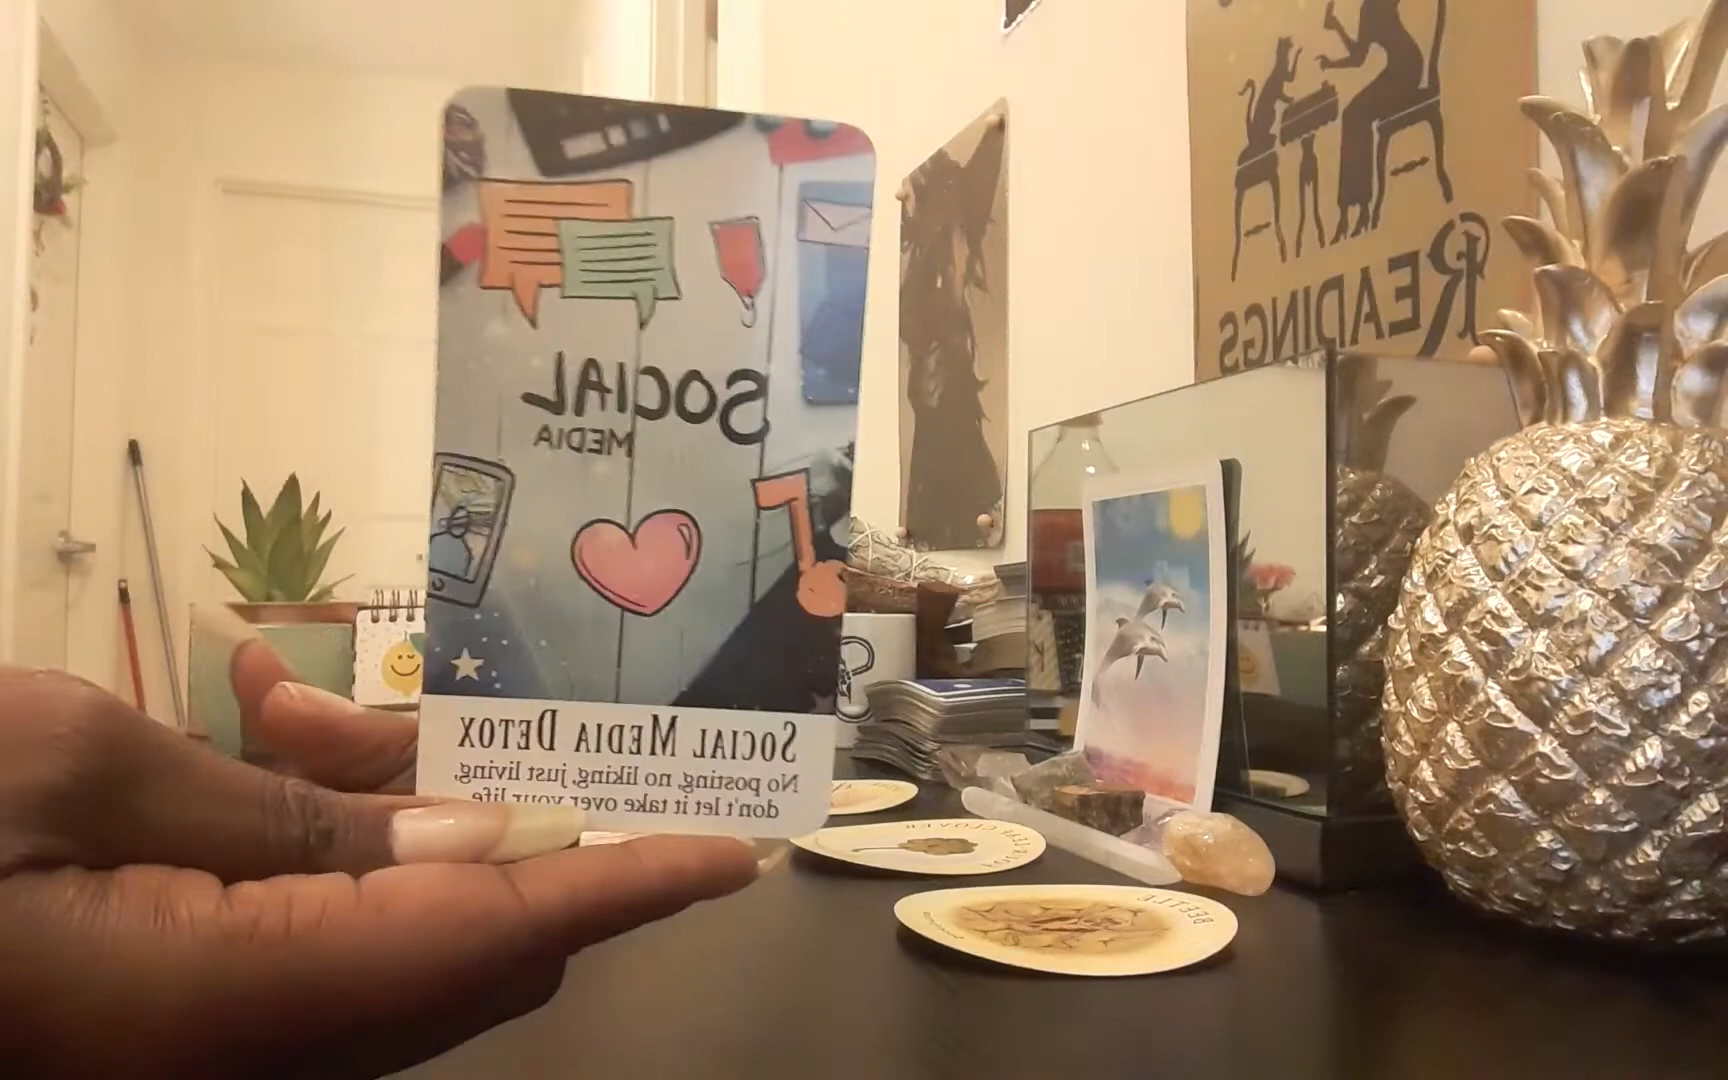 SOCIAL
MEDIA
SOCIAL MEDIA DETOX
No posting, no liking, just living,
don't let it take over your life
READINGS
CLOVER
BEETLE